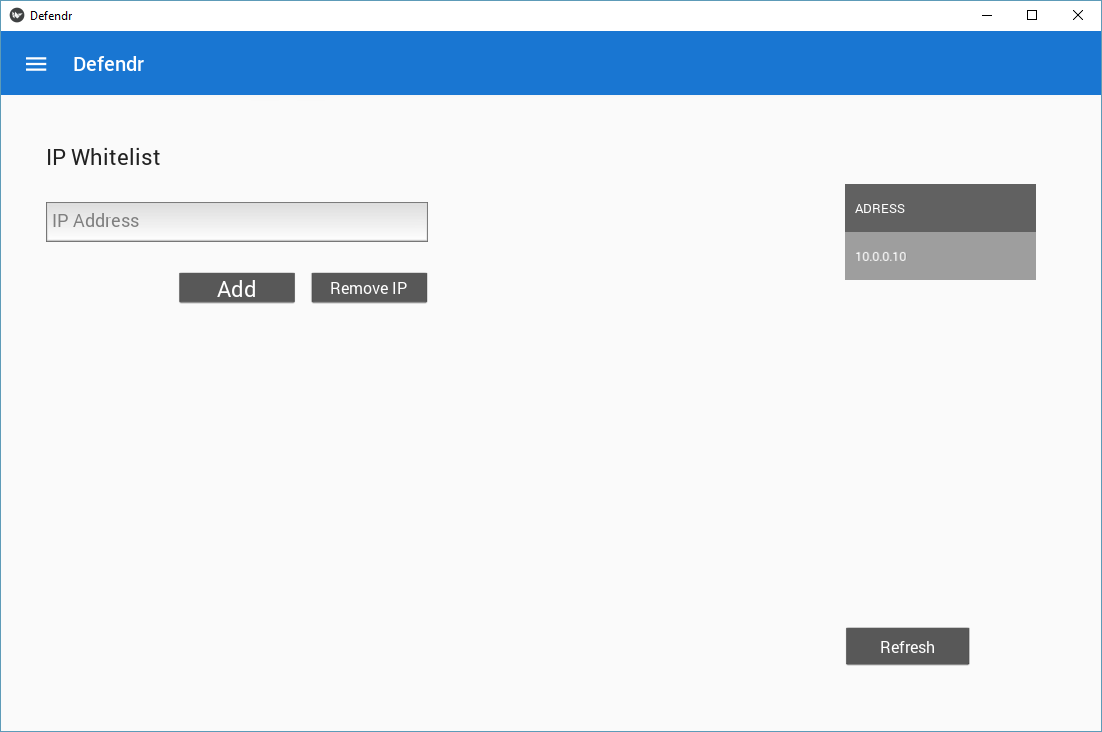 Defendr
Defendr
IP Whitelist
IP Address
Add
Remove IP
ADRESS
10.0.0.10
Refresh